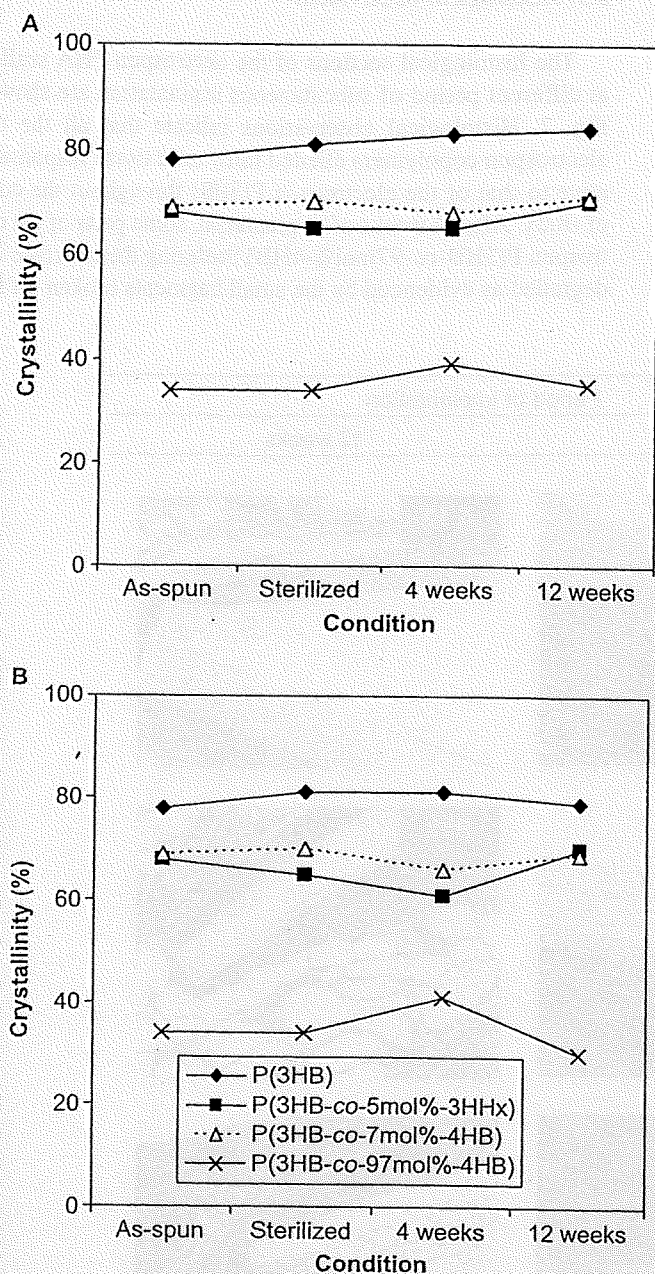 A
100
80
60
40
20
0
Crystallinity (%)
As-spun Sterilized 4 weeks 12 weeks
Condition
B
100
80
60
40
20
0
Crystallinity (%)
P(3HB)
P(3HB-co-5mol%-3HHx)
P(3HB-co-7mol%-4HB)
P(3HB-co-97mol%-4HB)
As-spun Sterilized 4 weeks 12 weeks
Condition